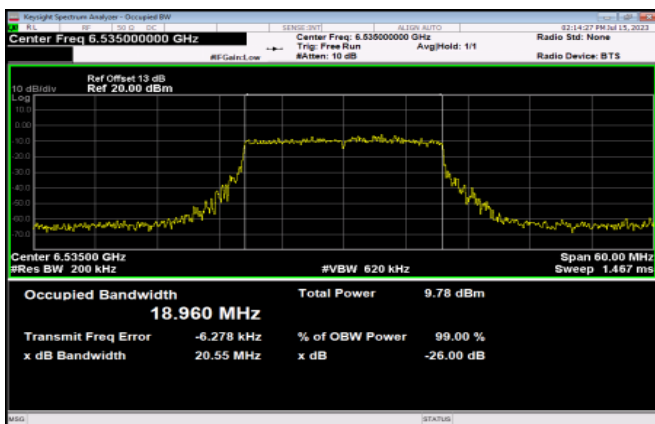 Keysight Spectrum Analyzer - Occupied BW
RL RF 50 Ω DC SENSE:INT ALIGN AUTO 02:14:27 PM Jul 15, 2023
Center Freq 6.535000000 GHz Center Freq: 6.535000000 GHz Radio Std: None
Trig: Free Run Avg|Hold: 1/1
#IFGain:Low #Atten: 10 dB Radio Device: BTS
Ref Offset 13 dB
10 dB/div Ref 20.00 dBm
Log
10.0
0.00
-10.0
-20.0
-30.0
-40.0
-50.0
-60.0
-70.0
Center 6.53500 GHz Span 60.00 MHz
#Res BW 200 kHz #VBW 620 kHz Sweep 1.467 ms
Occupied Bandwidth Total Power 9.78 dBm
18.960 MHz
Transmit Freq Error -6.278 kHz % of OBW Power 99.00 %
x dB Bandwidth 20.55 MHz x dB -26.00 dB
MSG STATUS